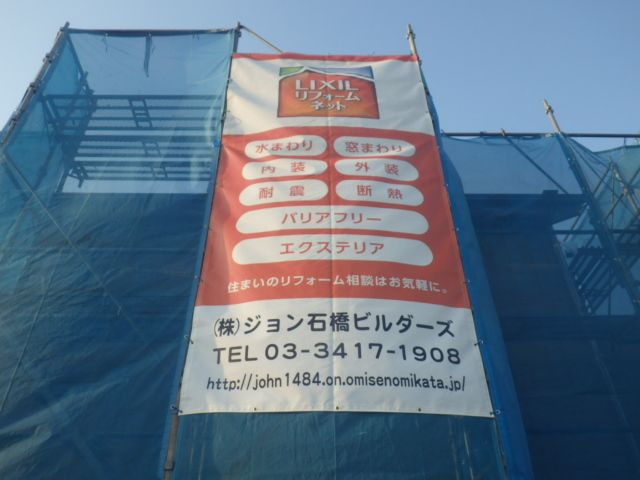 LIXIL
リフォーム
ネット
水まわり 窓まわり
内装 外装
耐震 断熱
バリアフリー
エクステリア
住まいのリフォーム相談はお気軽に。
(株)ジョン石橋ビルダーズ
TEL 03-3417-1908
http://john1484.on.omisenomikata.jp/